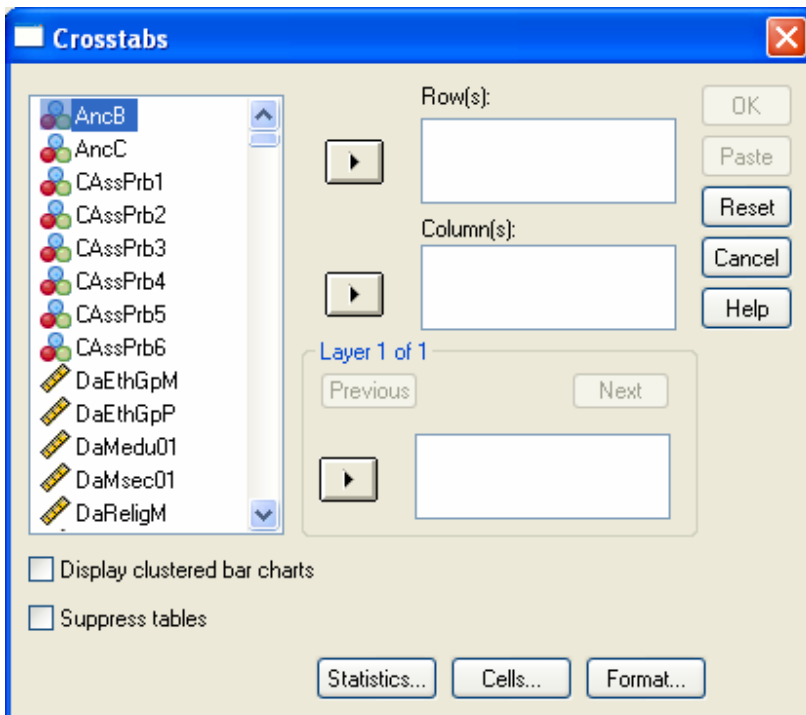 Crosstabs
AncB
AncC
CAssPrb1
CAssPrb2
CAssPrb3
CAssPrb4
CAssPrb5
CAssPrb6
DaEthGpM
DaEthGpP
DaMedu01
DaMsec01
DaReligM
Row(s):
Column(s):
Layer 1 of 1
Previous
Next
OK
Paste
Reset
Cancel
Help
Display clustered bar charts
Suppress tables
Statistics...
Cells...
Format...